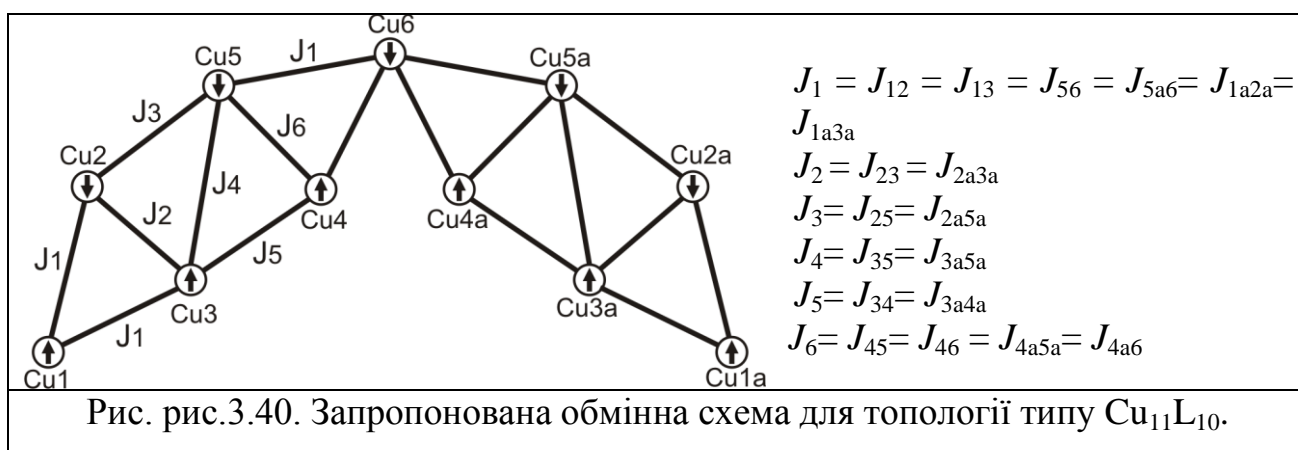 Cu6
J1
Cu5
Cu5a
J3
J6
Cu2
Cu2a
J4
J2
Cu4
Cu4a
J5
J1
Cu3
Cu3a
J1
Cu1
Cu1a
J₁ = J₁₂ = J₁₃ = J₅₆ = J₅ₐ₆= J₁ₐ₂ₐ=
J₁ₐ₃ₐ
J₂ = J₂₃ = J₂ₐ₃ₐ
J₃= J₂₅= J₂ₐ₅ₐ
J₄= J₃₅= J₃ₐ₅ₐ
J₅= J₃₄= J₃ₐ₄ₐ
J₆= J₄₅= J₄₆ = J₄ₐ₅ₐ= J₄ₐ₆
Рис. рис.3.40. Запропонована обмінна схема для топології типу Cu₁₁L₁₀.